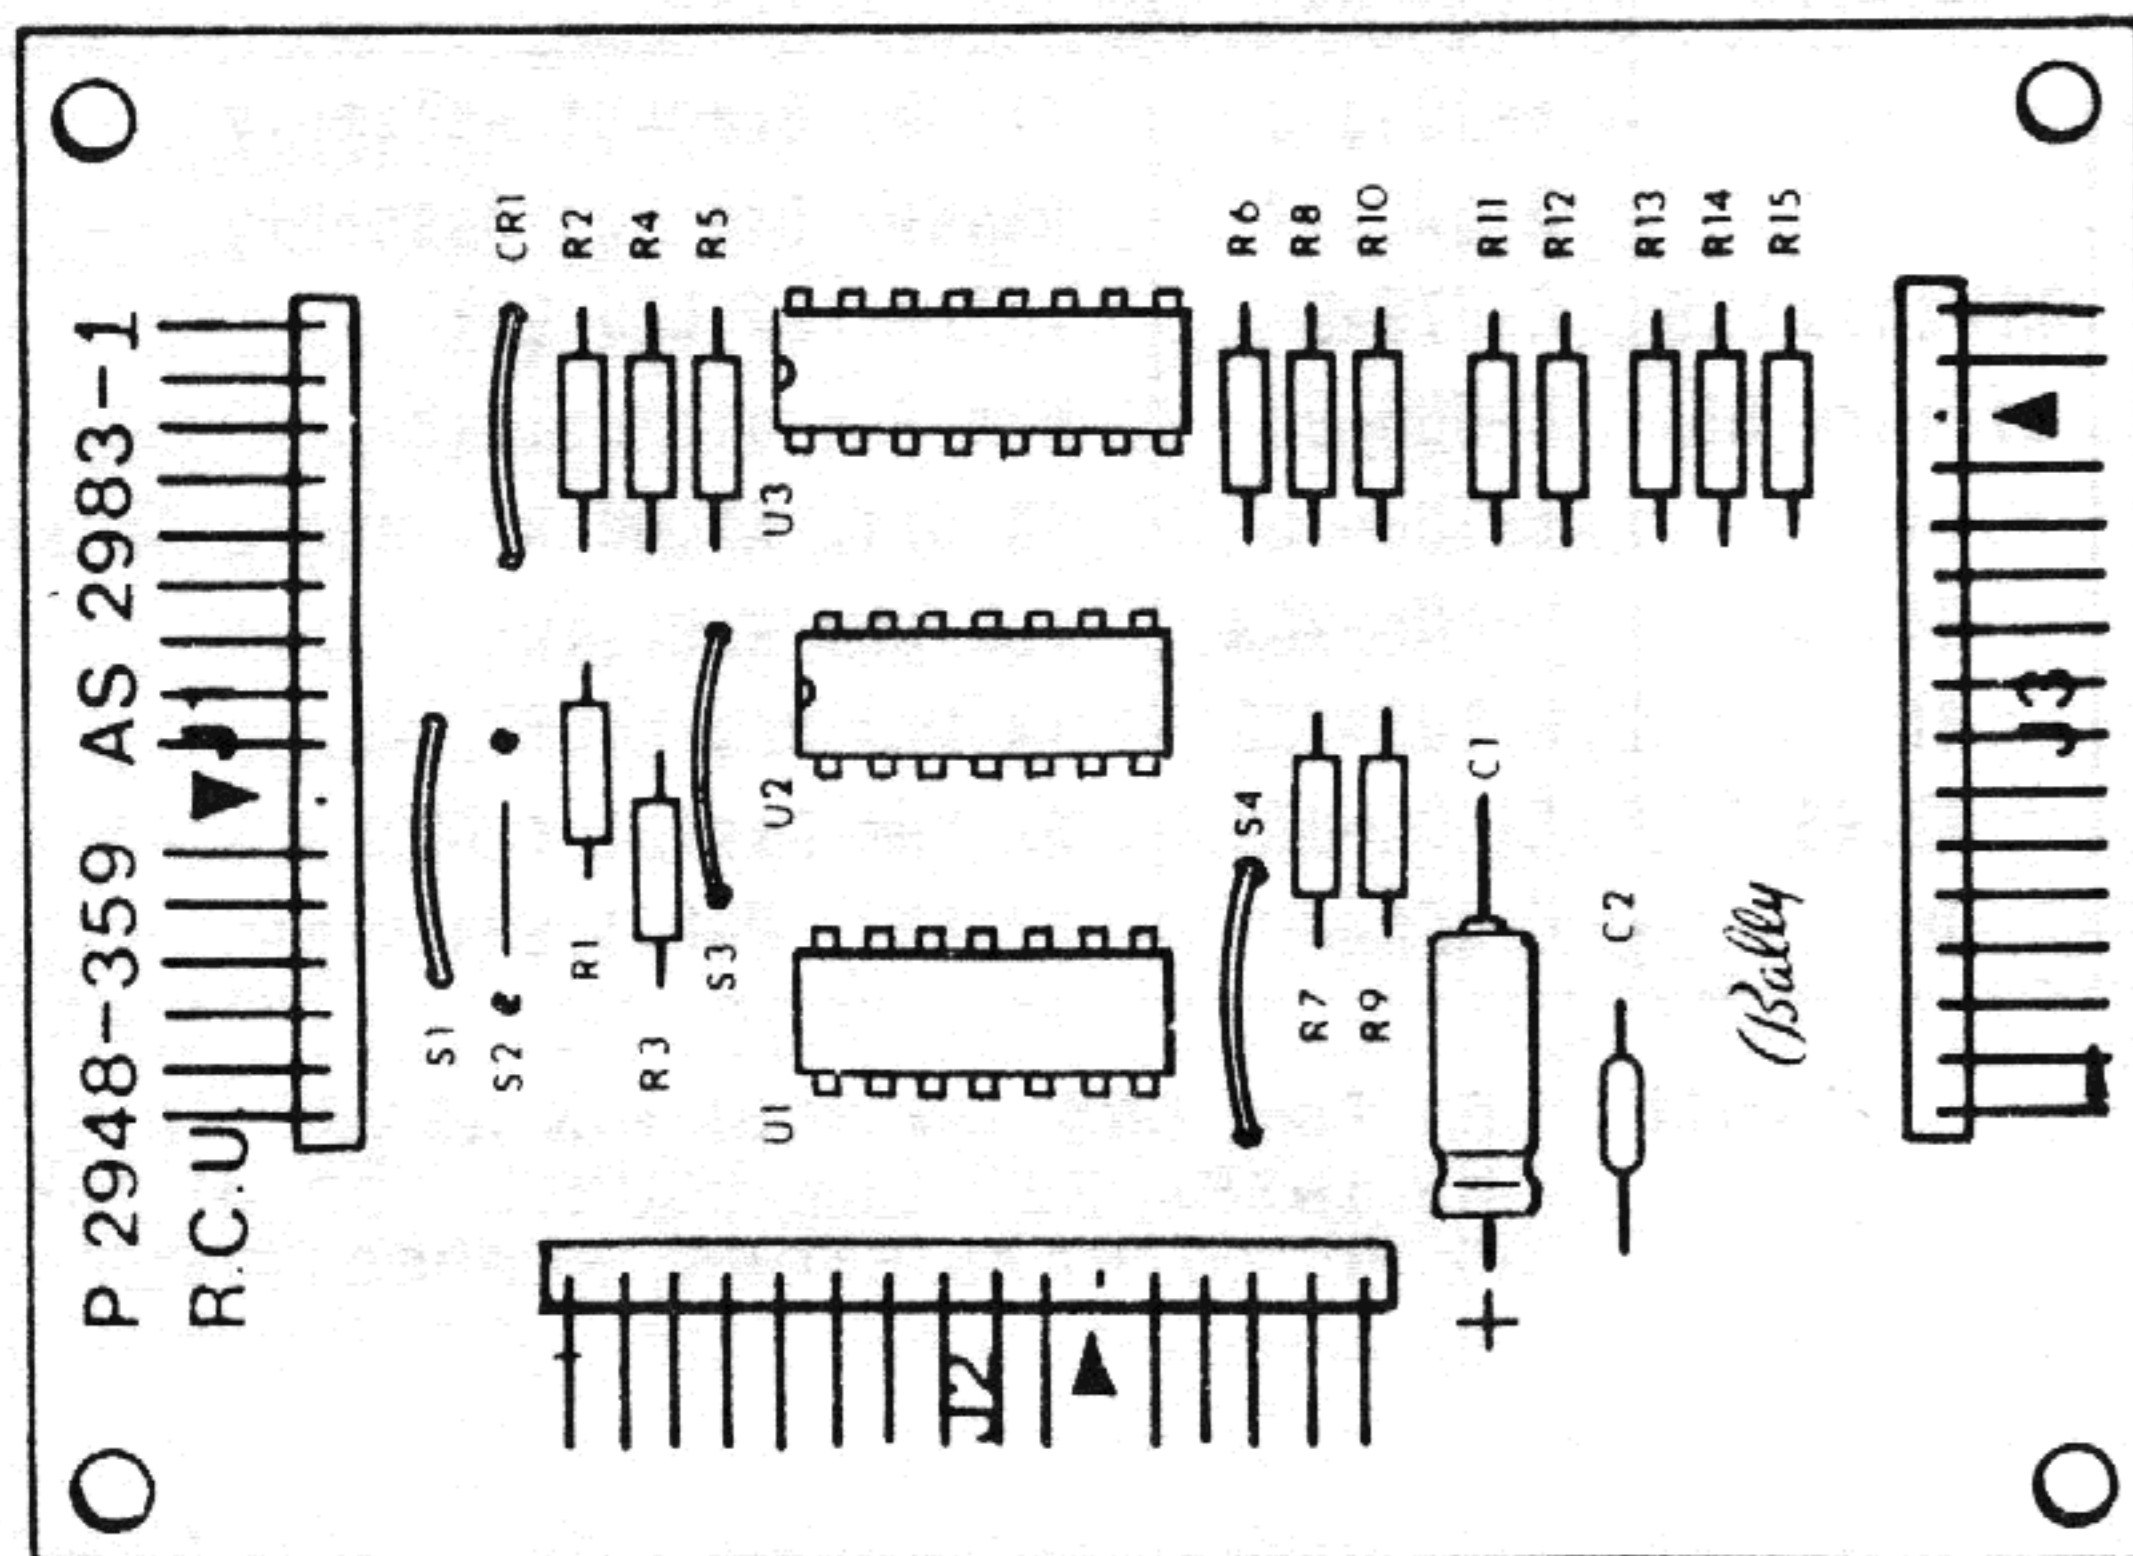 P 2948-359 AS 2983-1
R.C.U
J1
CR1
R2
R4
R5
U3
R6
R8
R10
R11
R12
R13
R14
R15
S1
S2
R1
R3
S3
U2
U1
S4
R7
R9
C1
C2
Bally
J3
J2
+